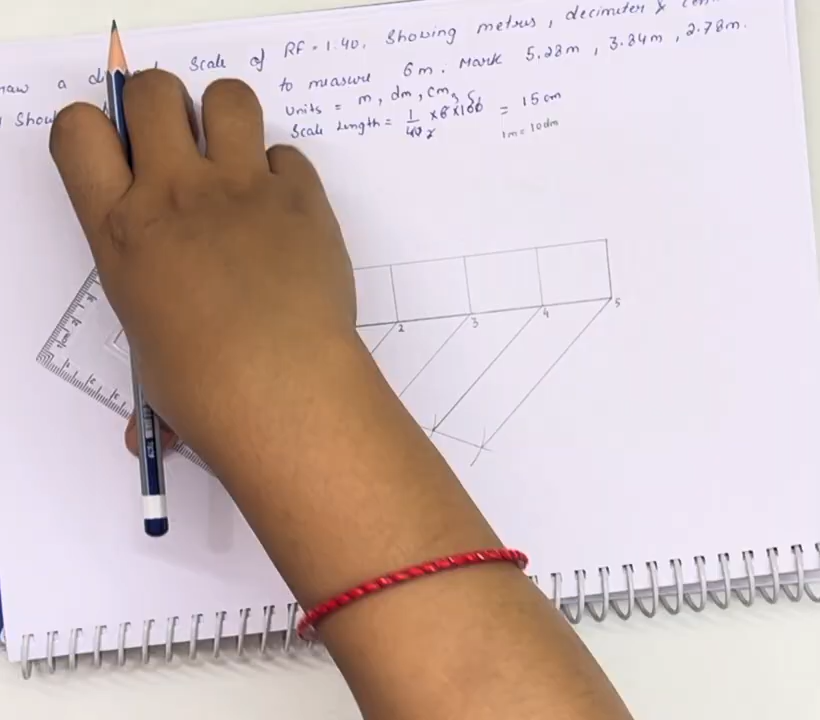 a Scale of RF = 1:40. Showing metres, decimeter &
to measure 6m. Mark 5.28m, 3.84m, 2.78m.
Units = m, dm, cm
Scale Length = 1/40 x 6 x 100 = 15 cm
1m = 10dm
2 3 4 5